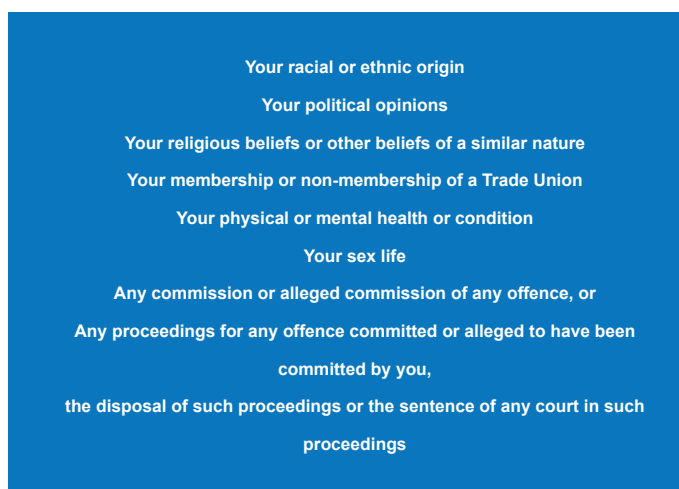 Your racial or ethnic origin
Your political opinions
Your religious beliefs or other beliefs of a similar nature
Your membership or non-membership of a Trade Union
Your physical or mental health or condition
Your sex life
Any commission or alleged commission of any offence, or
Any proceedings for any offence committed or alleged to have been
committed by you,
the disposal of such proceedings or the sentence of any court in such
proceedings